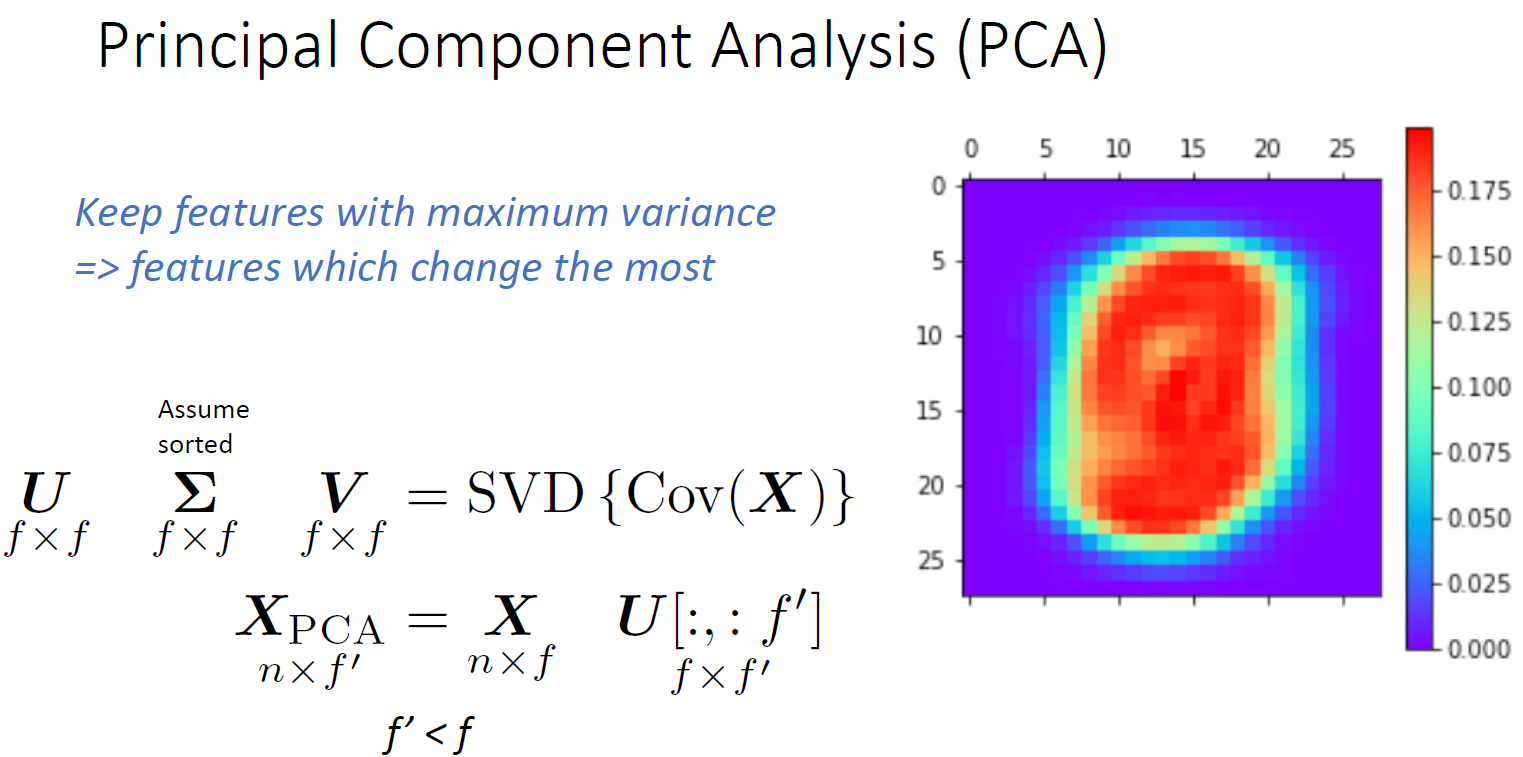 Principal Component Analysis (PCA)
Keep features with maximum variance
=> features which change the most
Assume
sorted
U Σ V = SVD {Cov(X)}
f×f f×f f×f
X_PCA = X U[:,: f′]
n×f′ n×f f×f′
f’ < f
0 5 10 15 20 25
0
5
10
15
20
25
0.175
0.150
0.125
0.100
0.075
0.050
0.025
0.000